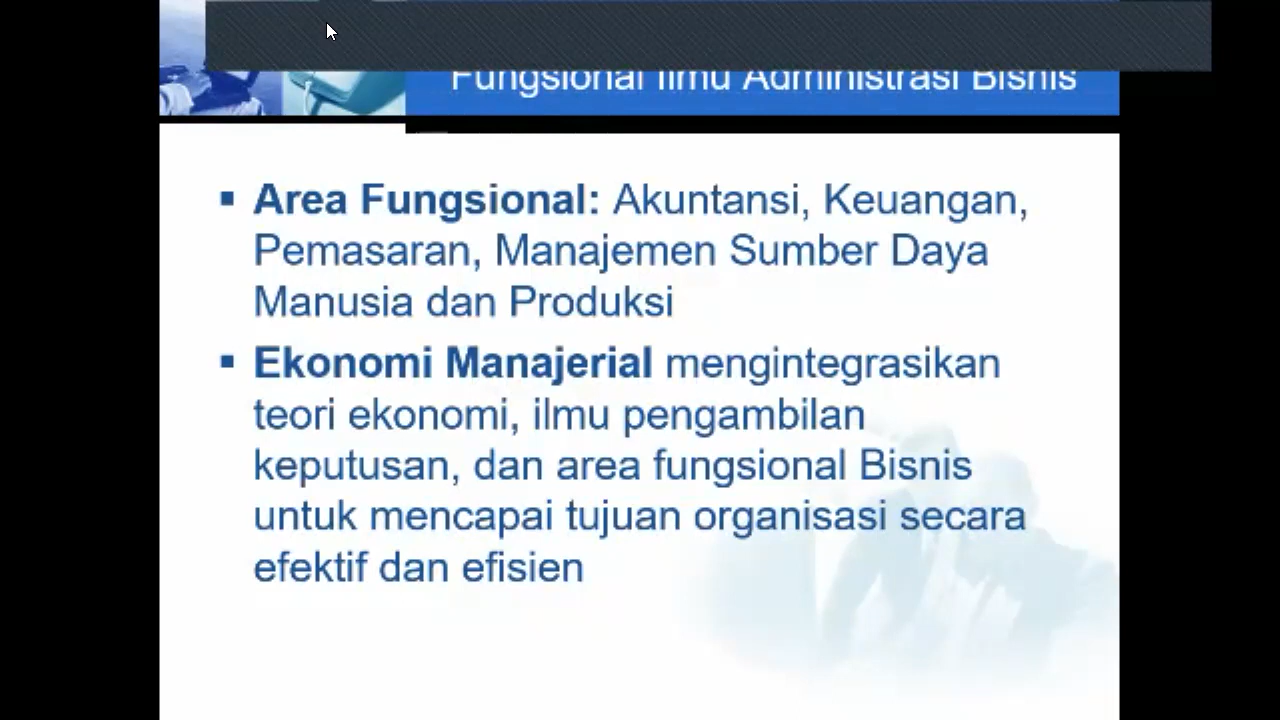 Fungsional Ilmu Administrasi Bisnis
▪ Area Fungsional: Akuntansi, Keuangan,
Pemasaran, Manajemen Sumber Daya
Manusia dan Produksi
▪ Ekonomi Manajerial mengintegrasikan
teori ekonomi, ilmu pengambilan
keputusan, dan area fungsional Bisnis
untuk mencapai tujuan organisasi secara
efektif dan efisien